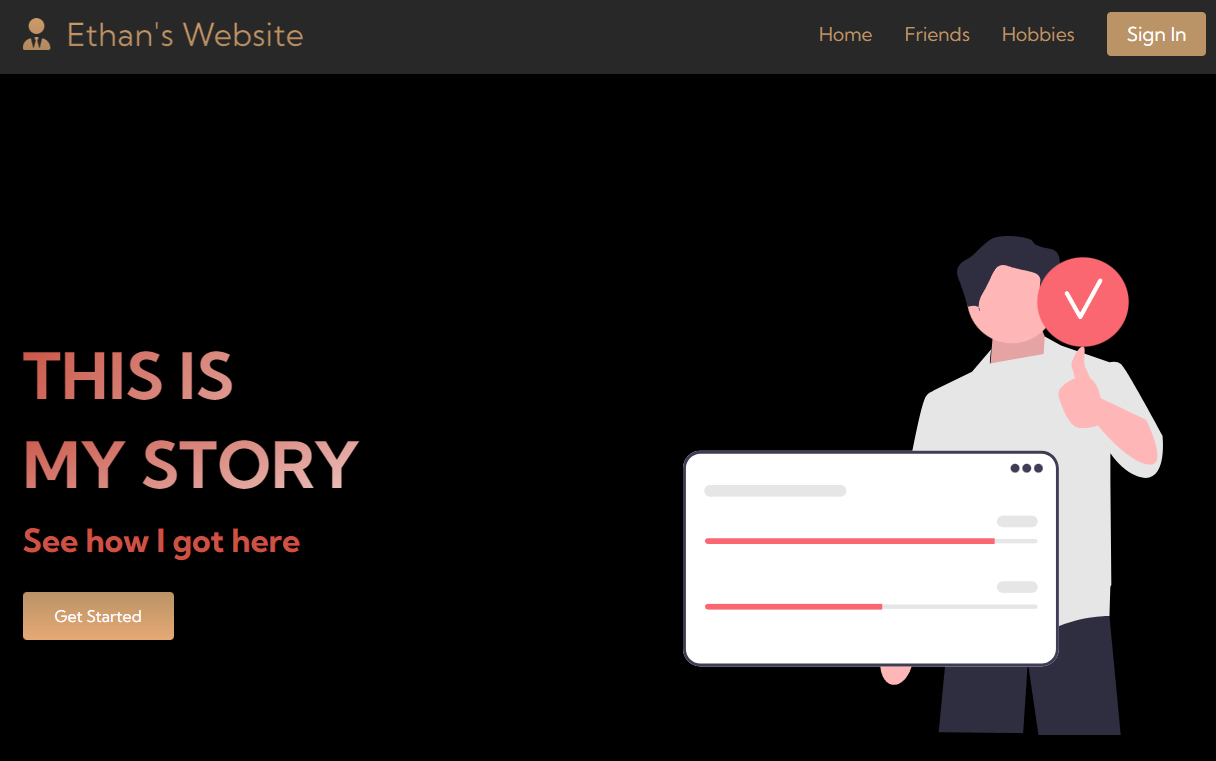 Ethan's Website
Home
Friends
Hobbies
Sign In
THIS IS
MY STORY
See how I got here
Get Started